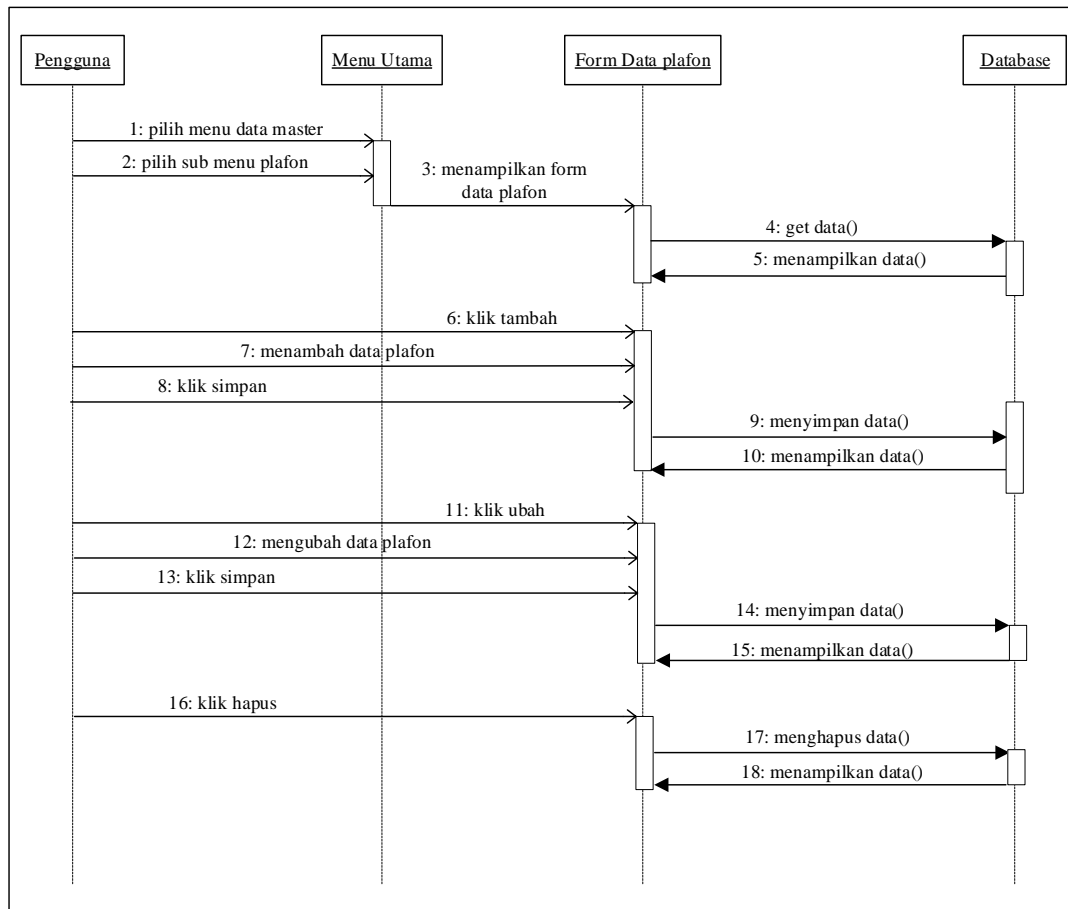 Pengguna
Menu Utama
Form Data plafon
Database
1: pilih menu data master
2: pilih sub menu plafon
3: menampilkan form
data plafon
4: get data()
5: menampilkan data()
6: klik tambah
7: menambah data plafon
8: klik simpan
9: menyimpan data()
10: menampilkan data()
11: klik ubah
12: mengubah data plafon
13: klik simpan
14: menyimpan data()
15: menampilkan data()
16: klik hapus
17: menghapus data()
18: menampilkan data()